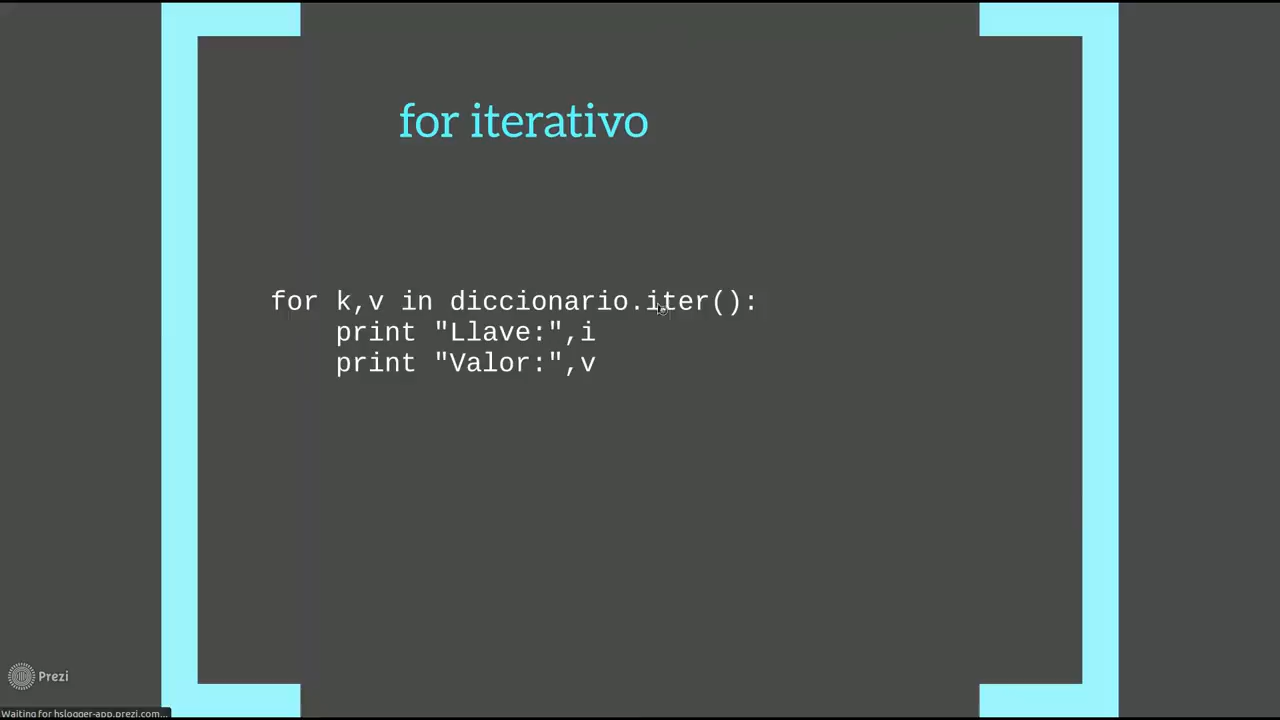 for iterativo
for k,v in diccionario.iter():
    print "Llave:",i
    print "Valor:",v
Prezi
Waiting for hslogger-app.prezi.com...